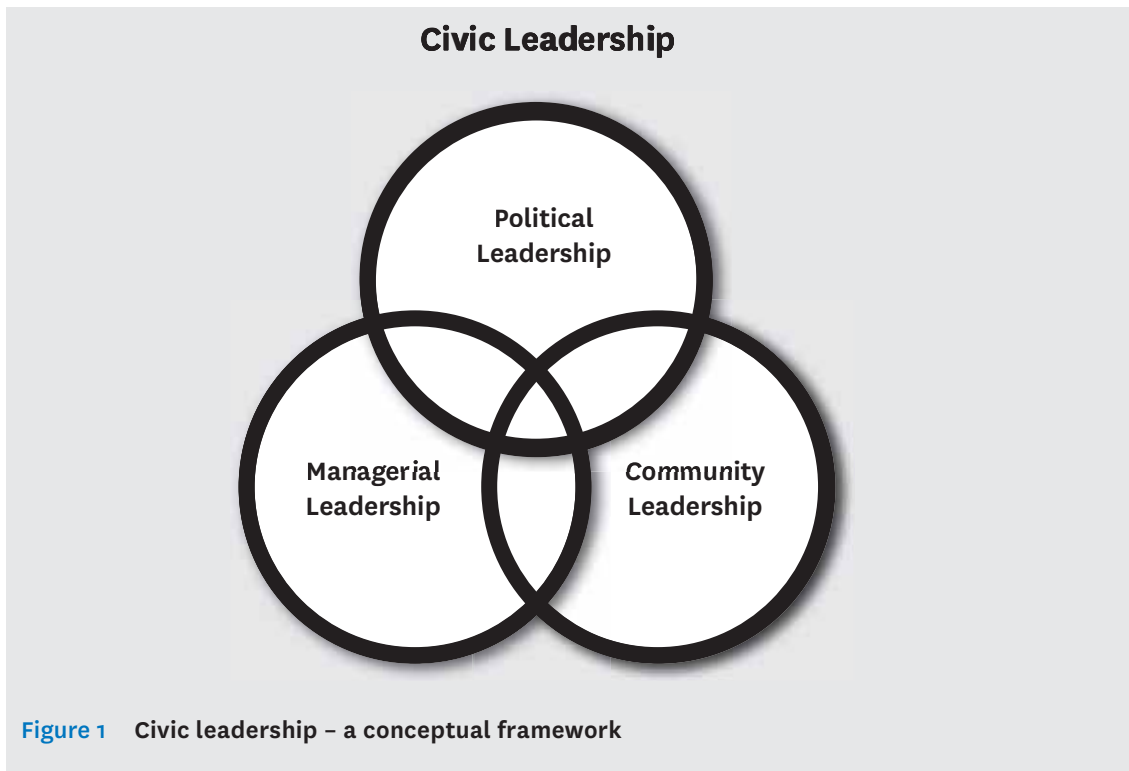 Civic Leadership
Political
Leadership
Managerial
Leadership
Community
Leadership
Figure 1 Civic leadership – a conceptual framework